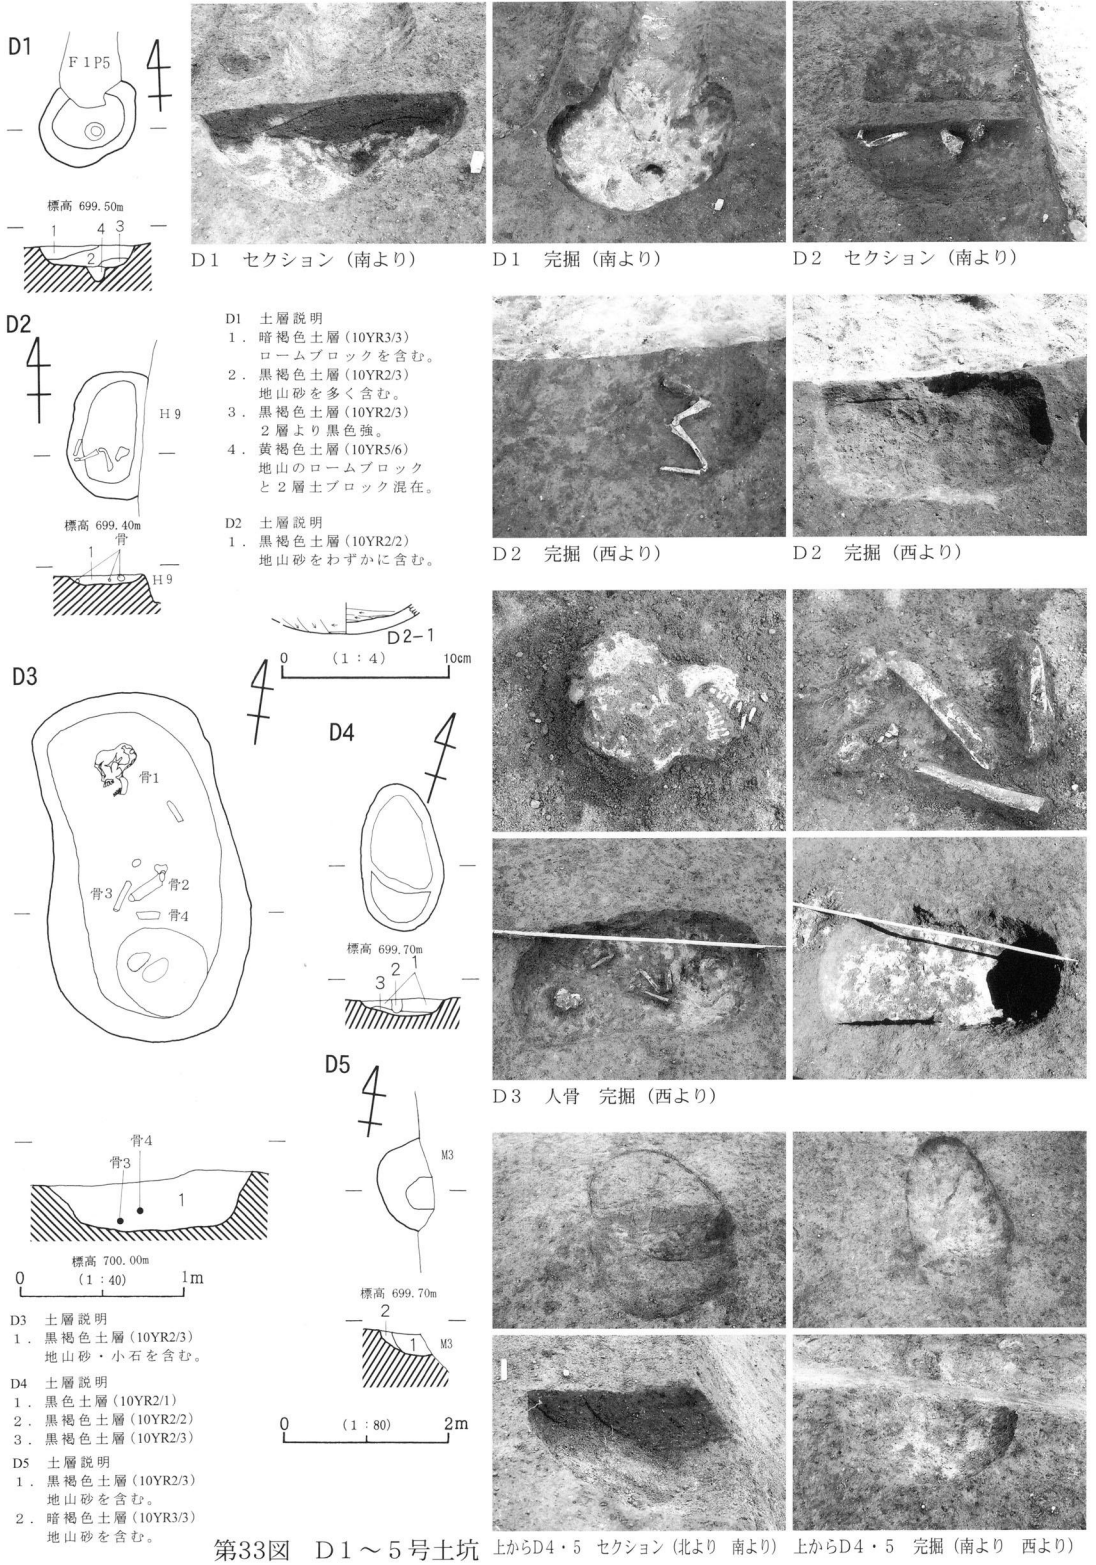 D1
F1P5
標高 699.50m
1 4 3
2
D1 セクション (南より)
D1 完掘 (南より)
D2 セクション (南より)
D2
H9
標高 699.40m
骨
1
H9
D1 土層説明
1. 暗褐色土層(10YR3/3)
ロームブロックを含む。
2. 黒褐色土層(10YR2/3)
地山砂を多く含む。
3. 黒褐色土層(10YR2/3)
2層より黒色強。
4. 黄褐色土層(10YR5/6)
地山のロームブロック
と2層土ブロック混在。
D2 土層説明
1. 黒褐色土層(10YR2/2)
地山砂をわずかに含む。
D2-1
0 (1:4) 10cm
D2 完掘 (西より)
D2 完掘 (西より)
D3
骨1
骨2
骨3
骨4
骨4
骨3
1
標高 700.00m
0 (1:40) 1m
D4
標高 699.70m
1
2
3
D5
M3
標高 699.70m
2
1 M3
0 (1:80) 2m
D3 人骨 完掘 (西より)
D3 土層説明
1. 黒褐色土層(10YR2/3)
地山砂・小石を含む。
D4 土層説明
1. 黒色土層(10YR2/1)
2. 黒褐色土層(10YR2/2)
3. 黒褐色土層(10YR2/3)
D5 土層説明
1. 黒褐色土層(10YR2/3)
地山砂を含む。
2. 暗褐色土層(10YR3/3)
地山砂を含む。
第33図 D1～5号土坑
上からD4・5 セクション (北より 南より)
上からD4・5 完掘 (南より 西より)